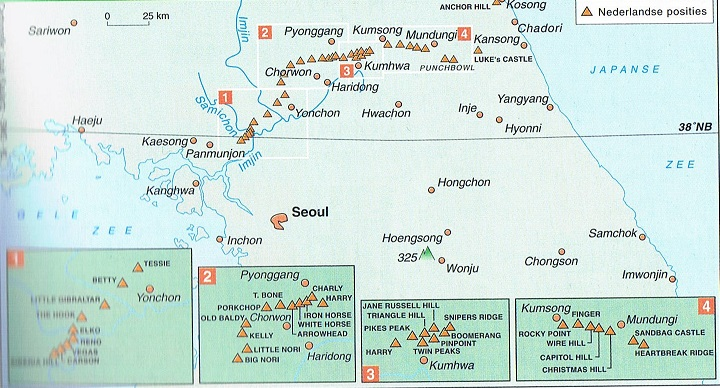 ANCHOR HILL
Kosong
Nederlandse posities
0 25 km
Sariwon
Imjin
2
Pyonggang
Kumsong
Mundungi
4
Chadori
Kansong
LUKE's CASTLE
Chorwon
3
Kumhwa
PUNCHBOWL
JAPANSE
Haridong
1
Samichon
Yonchon
Hwachon
Inje
Yangyang
Hyonni
Haeju
38°NB
Kaesong
Panmunjon
Imjin
ZEE
Kanghwa
Hongchon
GELE
ZEE
Seoul
Inchon
Hoengsong
325
Wonju
Samchok
Chongson
Imwonjin
1
TESSIE
BETTY
Yonchon
LITTLE GIBRALTAR
THE HOOK
ELKO
RENO
VEGAS
CARSON
2
Pyonggang
CHARLY
T. BONE
HARRY
PORKCHOP
IRON HORSE
OLD BALDY
Chorwon
WHITE HORSE
ARROWHEAD
KELLY
LITTLE NORI
Haridong
BIG NORI
JANE RUSSELL HILL
TRIANGLE HILL
SNIPERS RIDGE
PIKES PEAK
BOOMERANG
PINPOINT
HARRY
TWIN PEAKS
Kumhwa
3
Kumsong
FINGER
4
Mundungi
ROCKY POINT
SANDBAG CASTLE
WIRE HILL
HEARTBREAK RIDGE
CAPITOL HILL
CHRISTMAS HILL